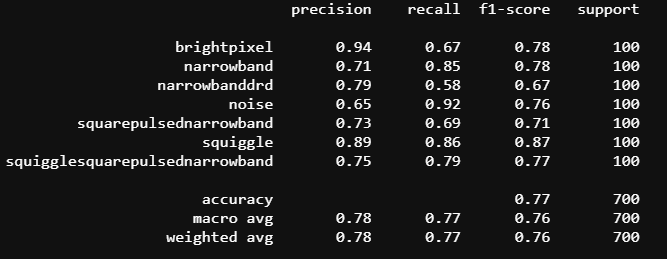 precision recall f1-score support
brightpixel 0.94 0.67 0.78 100
narrowband 0.71 0.85 0.78 100
narrowbanddrd 0.79 0.58 0.67 100
noise 0.65 0.92 0.76 100
squarepulsednarrowband 0.73 0.69 0.71 100
squiggle 0.89 0.86 0.87 100
squigglesquarepulsednarrowband 0.75 0.79 0.77 100
accuracy 0.77 700
macro avg 0.78 0.77 0.76 700
weighted avg 0.78 0.77 0.76 700